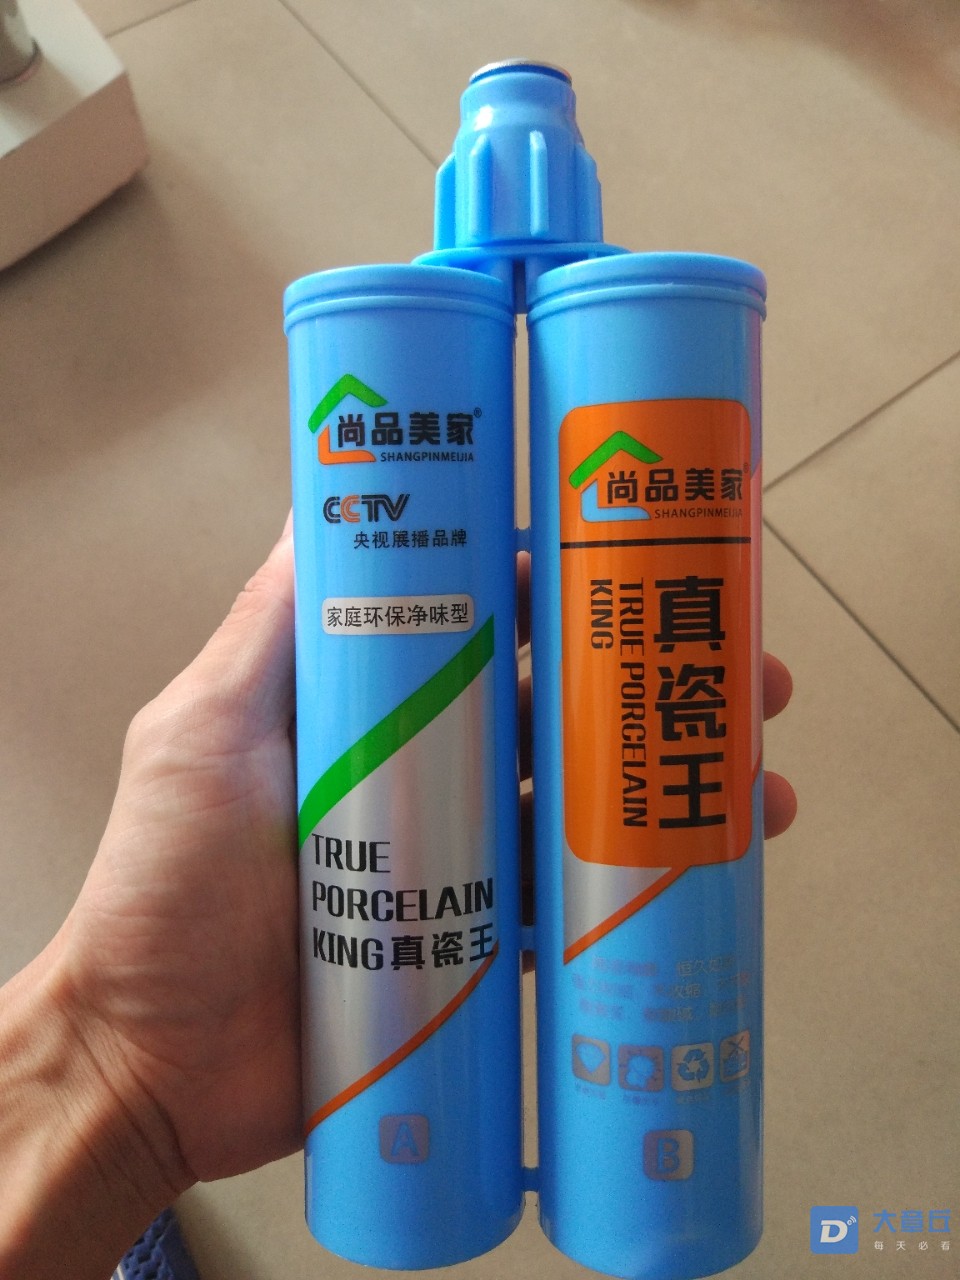 尚品美家®
SHANGPINMEIJIA
CCTV
央视展播品牌
家庭环保净味型
TRUE
PORCELAIN
KING真瓷王
A
尚品美家
SHANGPINMEIJIA
真瓷王
TRUE PORCELAIN
KING
恒久
B
D
大章丘
每天必看